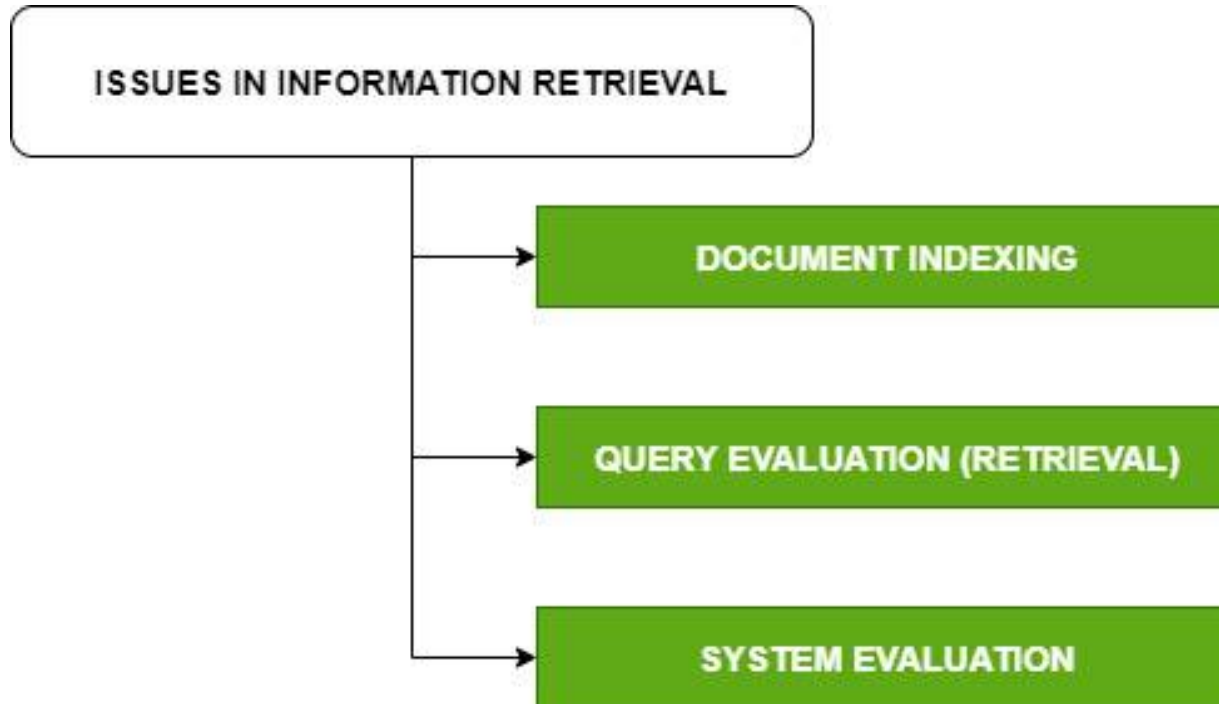 ISSUES IN INFORMATION RETRIEVAL
DOCUMENT INDEXING
QUERY EVALUATION (RETRIEVAL)
SYSTEM EVALUATION